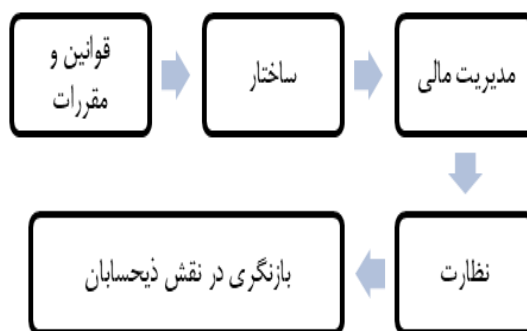 قوانین و
مقررات
ساختار
مدیریت مالی
نظارت
بازنگری در نقش ذیحسابان